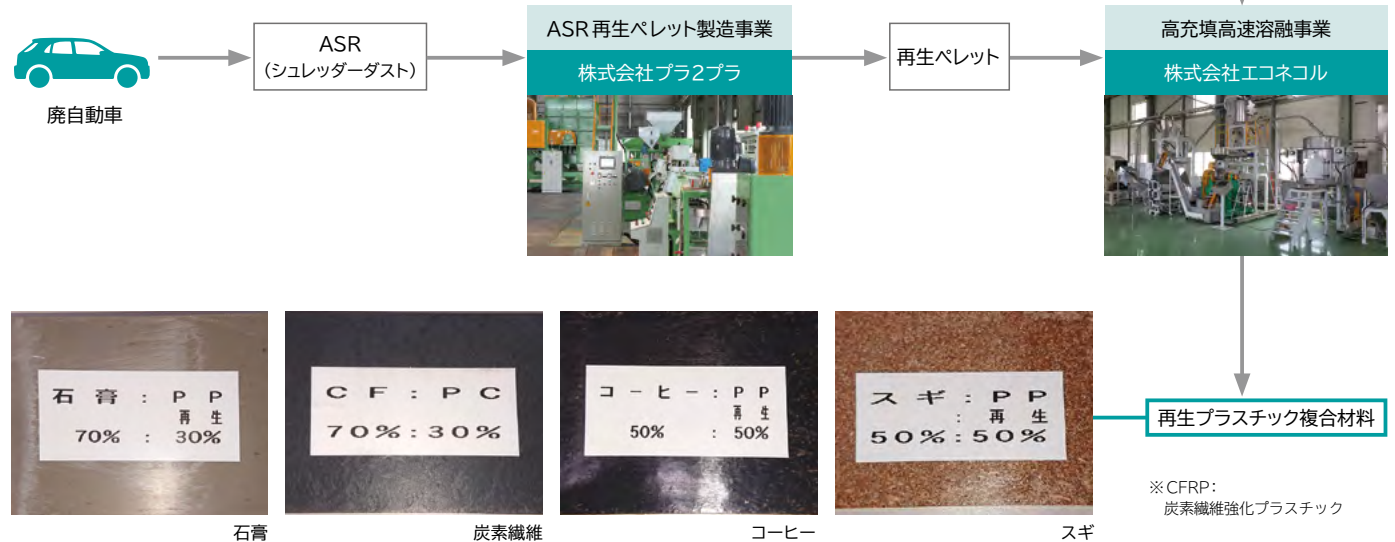 廃自動車
ASR
(シュレッダーダスト)
ASR再生ペレット製造事業
株式会社プラ2プラ
再生ペレット
高充填高速溶融事業
株式会社エコネコル
石膏：PP
再生
70%：30%
石膏
CF：PC
70%：30%
炭素繊維
コーヒー：PP
再生
50%：50%
コーヒー
スギ：PP
：再生
50%：50%
スギ
再生プラスチック複合材料
※CFRP：
炭素繊維強化プラスチック